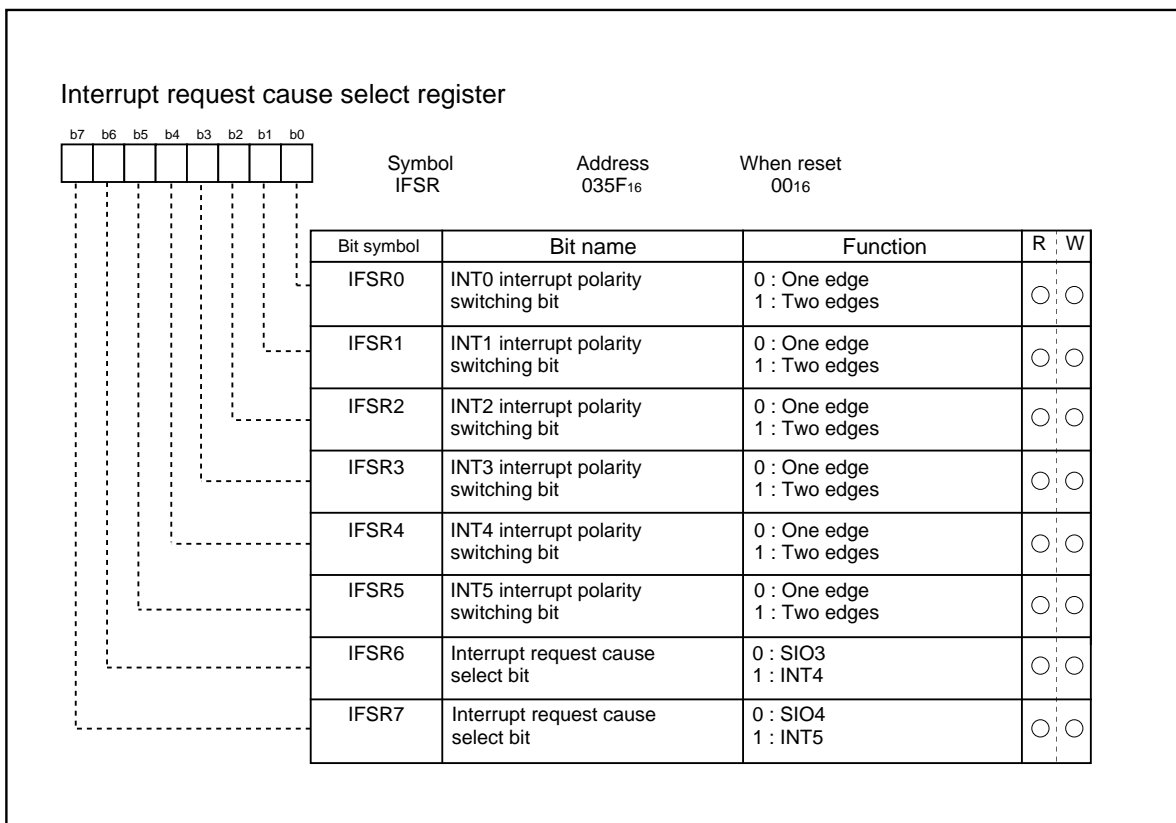 Interrupt request cause select register
b7 b6 b5 b4 b3 b2 b1 b0
Symbol Address When reset
IFSR 035F16 0016
Bit symbol Bit name Function R W
IFSR0 INT0 interrupt polarity 0 : One edge
switching bit 1 : Two edges
IFSR1 INT1 interrupt polarity 0 : One edge
switching bit 1 : Two edges
IFSR2 INT2 interrupt polarity 0 : One edge
switching bit 1 : Two edges
IFSR3 INT3 interrupt polarity 0 : One edge
switching bit 1 : Two edges
IFSR4 INT4 interrupt polarity 0 : One edge
switching bit 1 : Two edges
IFSR5 INT5 interrupt polarity 0 : One edge
switching bit 1 : Two edges
IFSR6 Interrupt request cause 0 : SIO3
select bit 1 : INT4
IFSR7 Interrupt request cause 0 : SIO4
select bit 1 : INT5